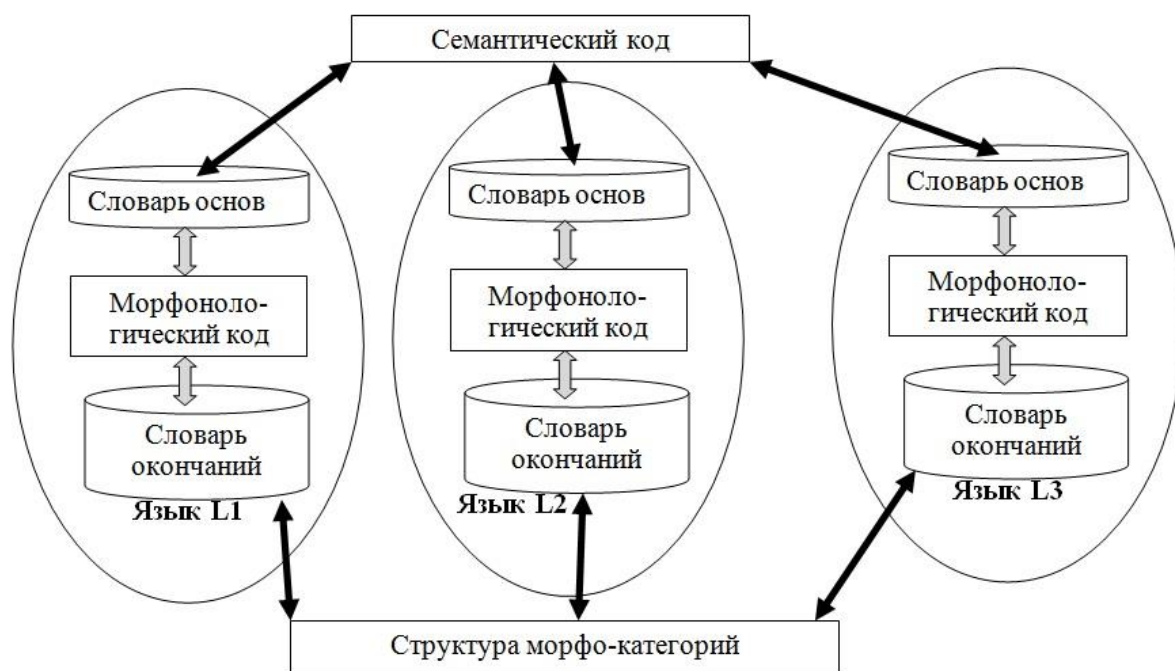 Семантический код
Словарь основ
Морфоноло-
гический код
Словарь
окончаний
Язык L1
Словарь основ
Морфоноло-
гический код
Словарь
окончаний
Язык L2
Словарь основ
Морфоноло-
гический код
Словарь
окончаний
Язык L3
Структура морфо-категорий